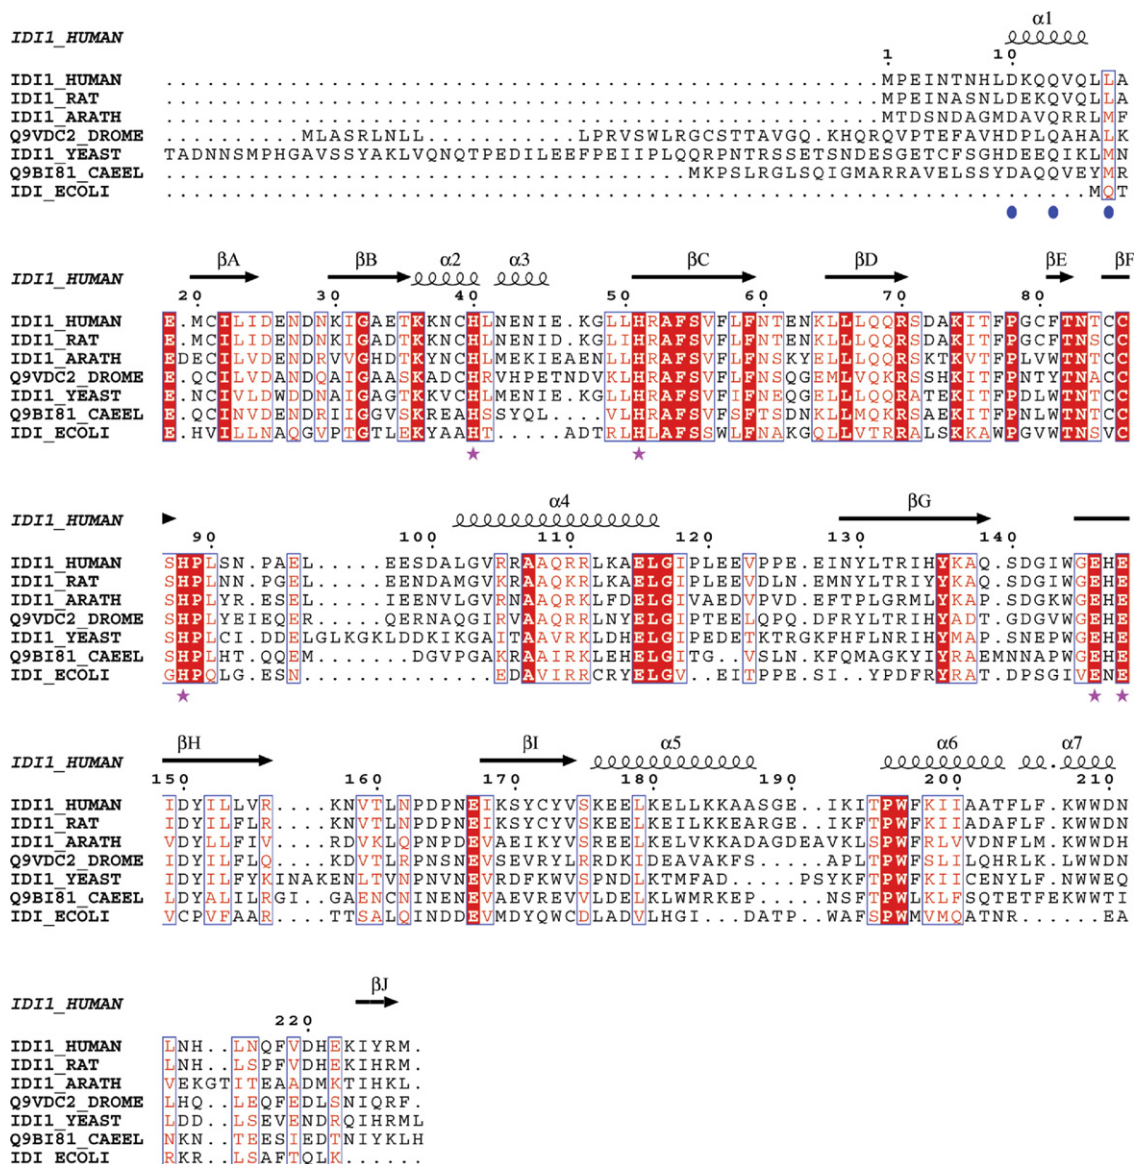 IDI1_HUMAN α1
1 10
IDI1_HUMAN ....................................................MPEINTNHLDKQQVQLLA
IDI1_RAT ....................................................MPEINASNLDEKQVQLLA
IDI1_ARATH ....................................................MTDSNDAGMDAVQRRLMF
Q9VDC2_DROME ..........MLASRLNLL...........LPRVSWLRGCSTTAVGQ.KHQRQVPTEFAVHDPLQAHALK
IDI1_YEAST TADNNSMPHGAVSSYAKLVQNQTPEDILEEFPEIIPLQQRPNTRSSETSNDESGETCFSGHDEEQIKLMN
Q9BI81_CAEEL ......................................MKPSLRGLSQIGMARRAVELSSYDAQQVEYMR
IDI_ECOLI ...................................................................MQT
IDI1_HUMAN βA βB α2 α3 βC βD βE βF
20 30 40 50 60 70 80
IDI1_HUMAN E.MCILIDENDNKIGAETKKNCHLNENIE.KGLLHRAFSVFLFNTENKLLLQQRSDAKITFPGCFTNTCC
IDI1_RAT E.MCILIDENDNKIGADTKKNCHLNENID.KGLIHRAFSVFLFNTENKLLLQQRSDAKITFPGCFTNSCC
IDI1_ARATH EDECILVDENDRVVGHDTKYNCHLMEKIEAENLLHRAFSVFLFNSKYELLLQQRSKTKVTFPLVWTNTCC
Q9VDC2_DROME E.QCILVDANDQAIGAASKADCHRVHPETNDVKLHRAFSVFLFNSQGEMLVQKRSSHKITFPNTYTNACC
IDI1_YEAST E.NCIVLDWDDNAIGAGTKKVCHLMENIEKGLLHRAFSVFIFNEQGELLLQQRATEKITFPDLWTNTCC
Q9BI81_CAEEL E.QCINVDENDRIIGGVSKREAHSSYQL....VLHRAFSVFIFTSDNKLLMQKRSAEKITFPNLWTNTCC
IDI_ECOLI E.HVILLNAQGVPTGTLEKYAAHT.....ADTRLHLAFSSWLFNAKGQLLVTRRALSKKAWPGVWTNSVC
IDI1_HUMAN α4 βG
90 100 110 120 130 140
IDI1_HUMAN SHPLSN.PAEL.....EESDALGVRRAAQRRLKAELGIPLEEVPPE.EINYLTRIHYKAQ.SDGIWGEHE
IDI1_RAT SHPLNN.PGEL.....EENDAMGVKRAAQRRLKAELGIPLEEVDLN.EMNYLTRIHYKAQ.SDGIWGEHE
IDI1_ARATH SHPLYR.ESEL.....IEENVLGVRNAAQRKLFDELGIVAEDVPVD.EFTPLGRMLYKAP.SDGKWGEHE
Q9VDC2_DROME SHPLYEIEQER.....QERNAQGIRVAAQRRLNYELGIPTEELQPQ.DFRYLTRIHYADT.GDGVWGEHE
IDI1_YEAST SHPLCI.DDELGLKGKLDDKIKGAITAAVRKLDHELGIPEDETKTRGKFHFLNRIHYMAP.SNEPWGEHE
Q9BI81_CAEEL SHPLHT.QQEM.......DGVPGAKRAAIRKLEHELGITG..VSLN.KFQMAGKYIYRAEMNNAPWGEHE
IDI_ECOLI GHPQLG.ESN..............EDAVIRRCRYELGV..EITPPE.SI..YPDFRYRAT.DPSGIVENE
IDI1_HUMAN βH βI α5 α6 α7
150 160 170 180 190 200 210
IDI1_HUMAN IDYILLVR....KNVTLNPDPNEIKSYCYVSKEELKELLKKAASGE..IKITPWFKIIAATFLF.KWWDN
IDI1_RAT IDYILFLR....KNVTLNPDPNEIKSYCYVSKEELKEILKKEARGE..IKFTPWFKIIADAFLF.KWWDN
IDI1_ARATH VDYLLFIV....RDVKLQPNPDEVAEIKYVSREELKELVKKADAGDEAVKLSPWFRLVVDNFLM.KWWDH
Q9VDC2_DROME IDYILFLQ....KDVTLRPNSNEVSEVRYLRRDKIDEAVAKFS.....APLTPWFSLILQHRLK.LWWDN
IDI1_YEAST IDYILFYKINAKENLTVNPNVNEVRDFKWVSPNDLKTMFAD.....PSYKFTPWFKIICENYLF.NWWEQ
Q9BI81_CAEEL LDYALILRGI..GAENCNINENEVAEVREVVLDELKLWMRKEP.....NSFTPWLKLFSQTETFEKWWTI
IDI_ECOLI VCPVFAAR....TTSALQINDDEVMDYQWCDLADVLHGI...DATP..WAFSPWMVMQATNR......EA
IDI1_HUMAN βJ
220
IDI1_HUMAN LNH..LNQFVDHEKIYRM.
IDI1_RAT LNH..LSPFVDHEKIHRM.
IDI1_ARATH VEKGTITEAADMKTIHKL.
Q9VDC2_DROME LHQ..LEQFEDLSNIQRF.
IDI1_YEAST LDD..LSEVENDRQIHRML
Q9BI81_CAEEL NKN..TEESIEDTNIYKLH
IDI_ECOLI RKR..LSAFTQLK......